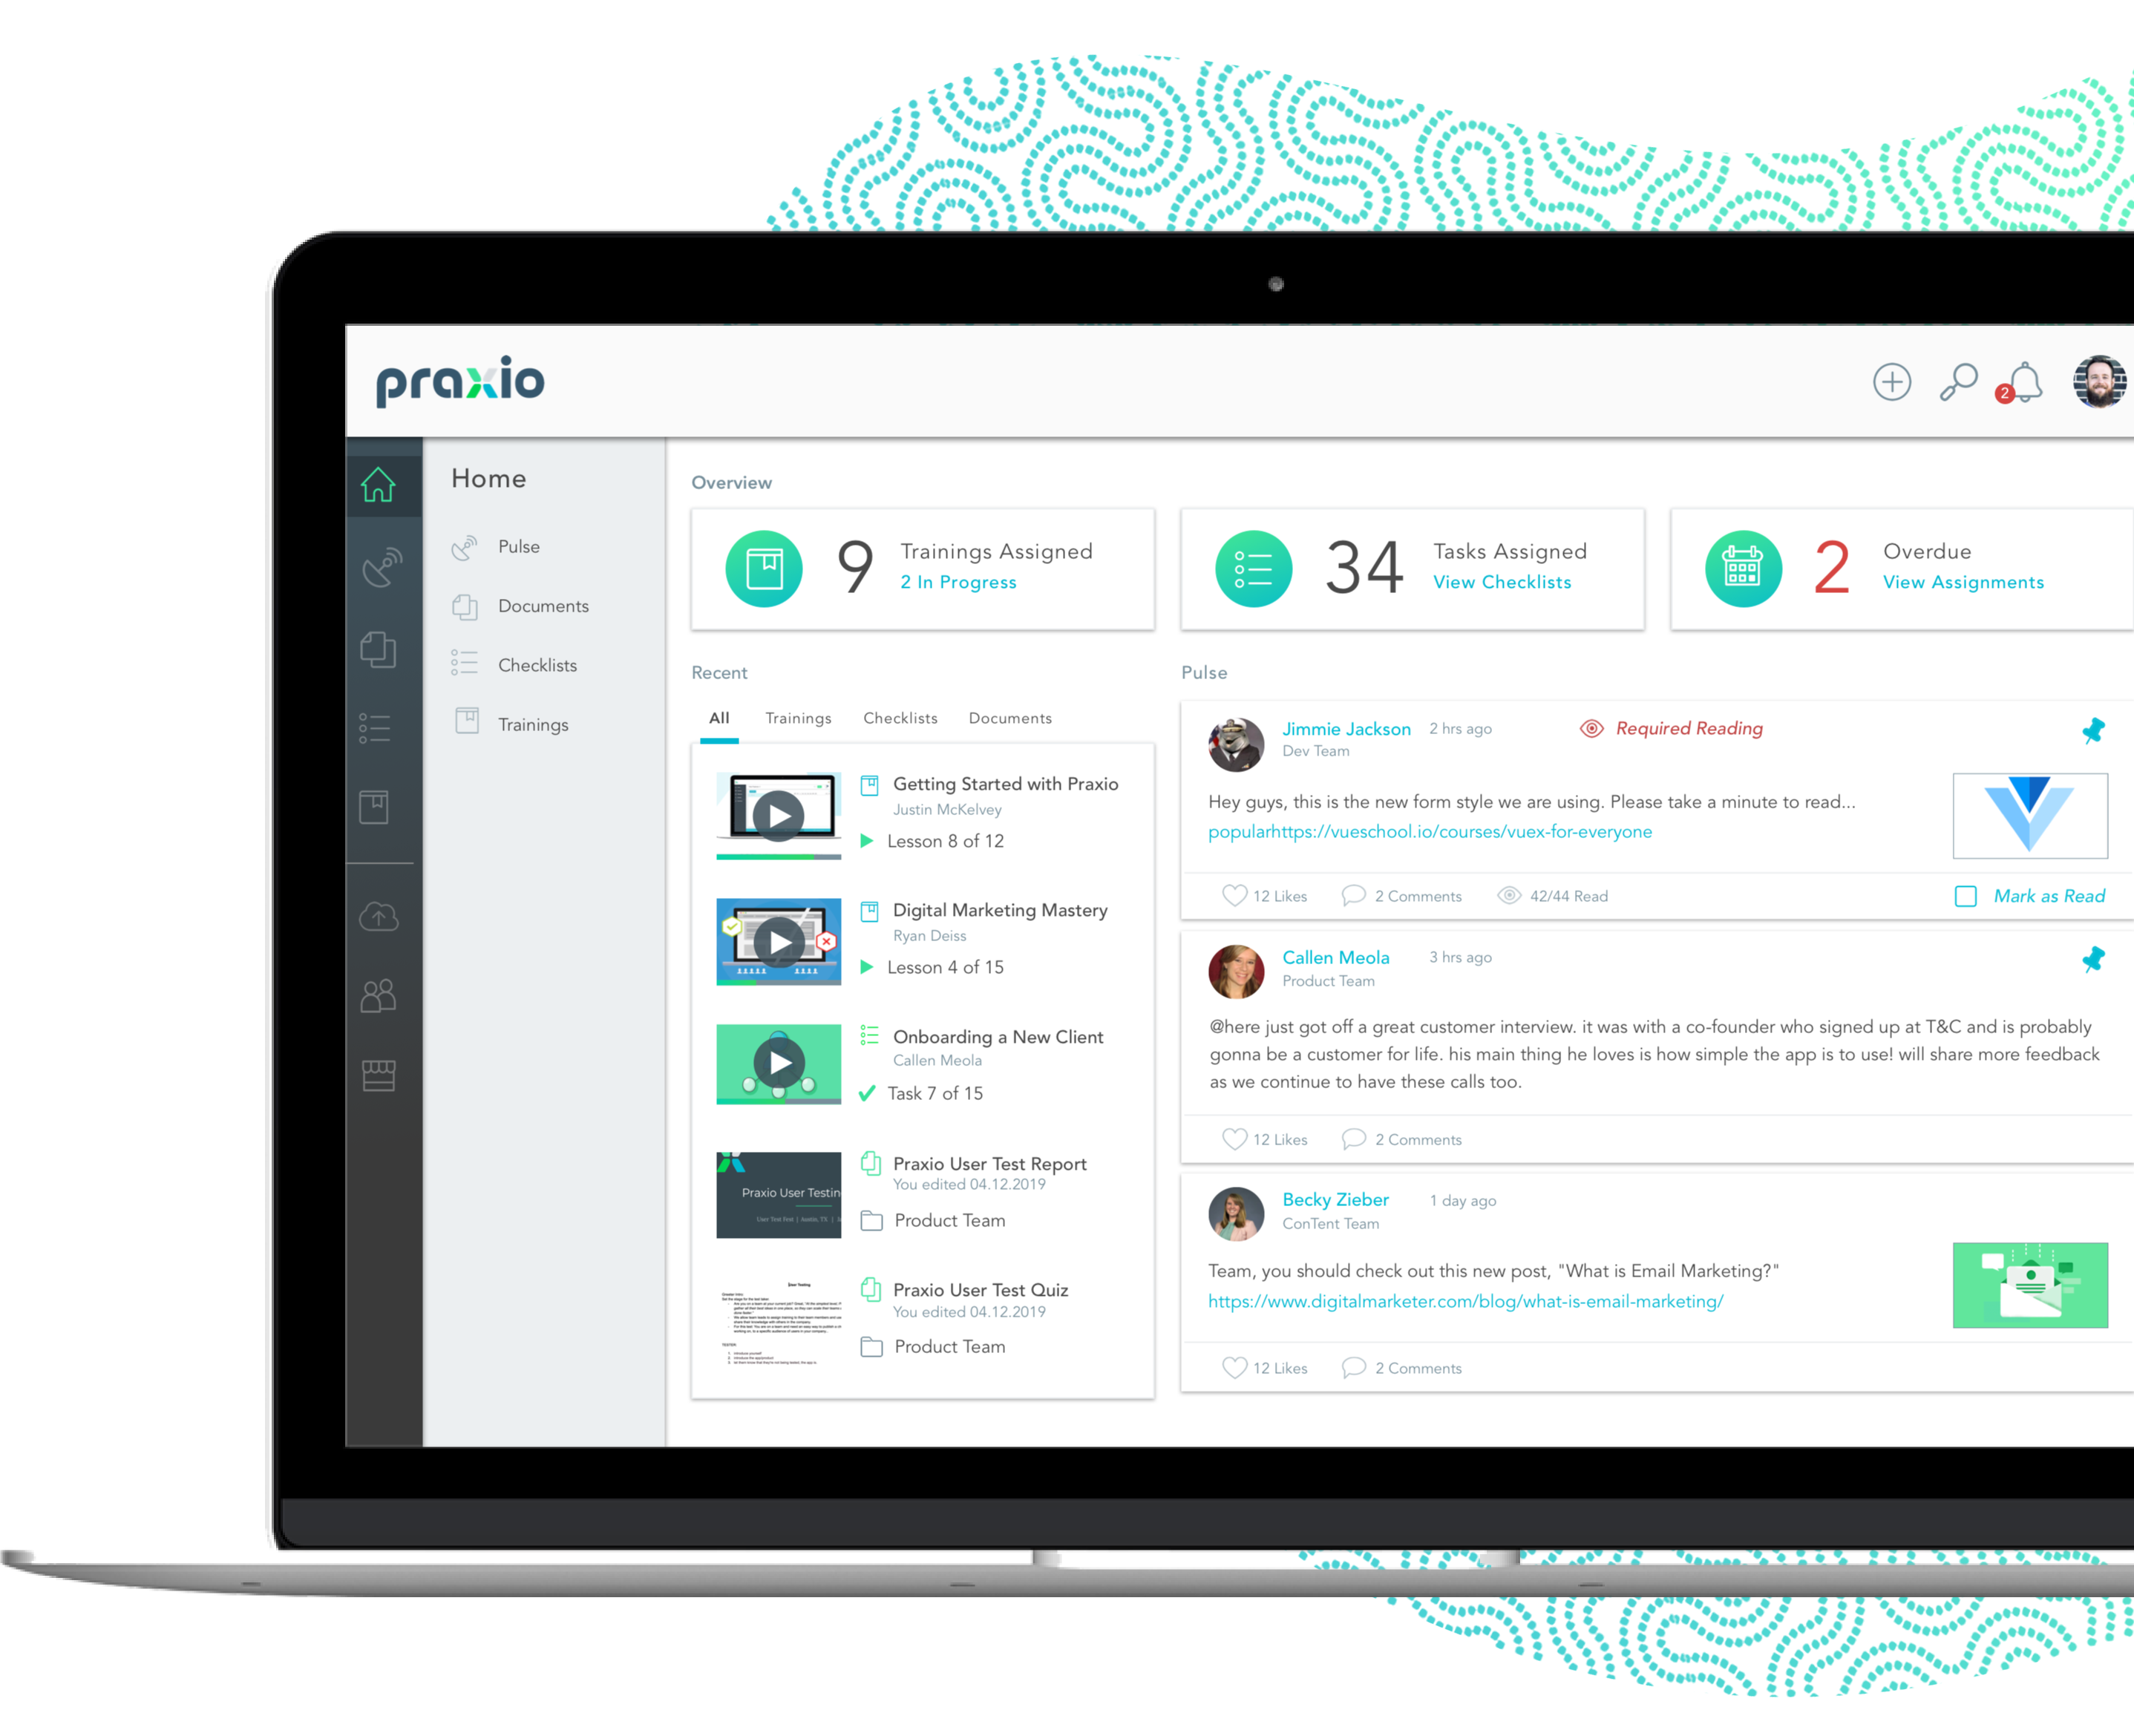 praxio
2
Home
Pulse
Documents
Checklists
Trainings
Overview
9
Trainings Assigned
2 In Progress
34
Tasks Assigned
View Checklists
2
Overdue
View Assignments
Recent
All Trainings Checklists Documents
Getting Started with Praxio
Justin McKelvey
Lesson 8 of 12
Digital Marketing Mastery
Ryan Deiss
Lesson 4 of 15
Onboarding a New Client
Callen Meola
Task 7 of 15
Praxio User Testin
User Test Fest | Austin, TX |
Praxio User Test Report
You edited 04.12.2019
Product Team
User Testing
Praxio User Test Quiz
You edited 04.12.2019
Product Team
Pulse
Jimmie Jackson 2 hrs ago Required Reading
Dev Team
Hey guys, this is the new form style we are using. Please take a minute to read...
popularhttps://vueschool.io/courses/vuex-for-everyone
12 Likes 2 Comments 42/44 Read Mark as Read
Callen Meola 3 hrs ago
Product Team
@here just got off a great customer interview. it was with a co-founder who signed up at T&C and is probably
gonna be a customer for life. his main thing he loves is how simple the app is to use! will share more feedback
as we continue to have these calls too.
12 Likes 2 Comments
Becky Zieber 1 day ago
ConTent Team
Team, you should check out this new post, "What is Email Marketing?"
https://www.digitalmarketer.com/blog/what-is-email-marketing/
12 Likes 2 Comments